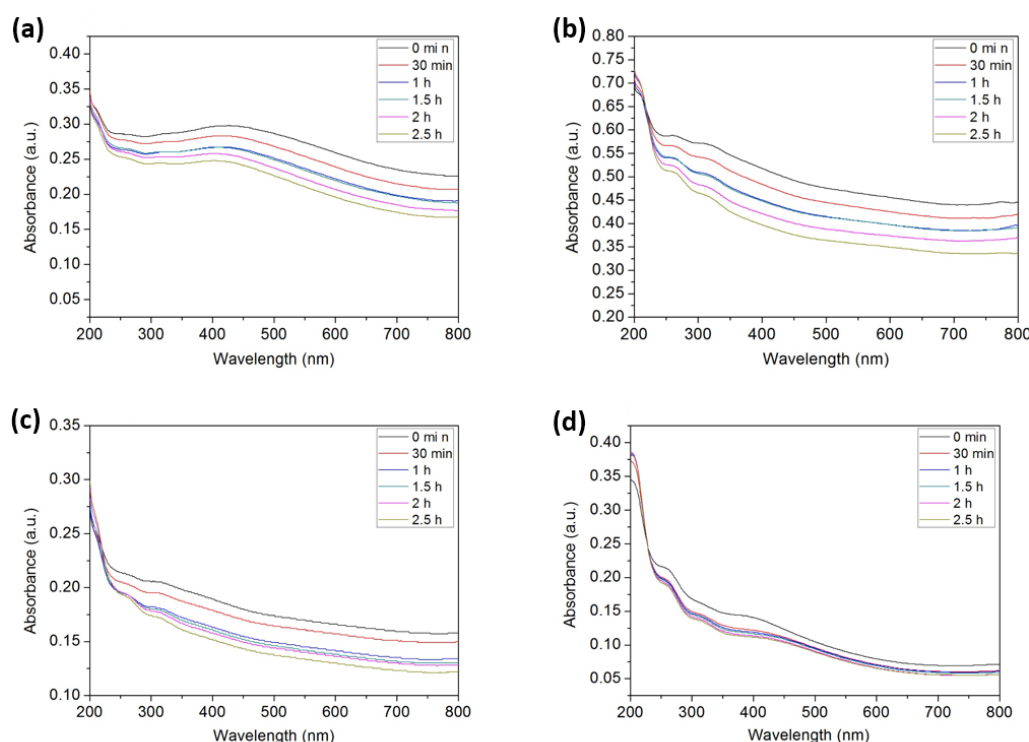 (a)
0.40
0.35
0.30
0.25
0.20
0.15
0.10
0.05
Absorbance (a.u.)
200 300 400 500 600 700 800
Wavelength (nm)
0 mi n
30 min
1 h
1.5 h
2 h
2.5 h
(b)
0.80
0.75
0.70
0.65
0.60
0.55
0.50
0.45
0.40
0.35
0.30
0.25
0.20
Absorbance (a.u.)
200 300 400 500 600 700 800
Wavelength (nm)
0 mi n
30 min
1 h
1.5 h
2 h
2.5 h
(c)
0.35
0.30
0.25
0.20
0.15
0.10
Absorbance (a.u.)
200 300 400 500 600 700 800
Wavelength (nm)
0 mi n
30 min
1 h
1.5 h
2 h
2.5 h
(d)
0.40
0.35
0.30
0.25
0.20
0.15
0.10
0.05
Absorbance (a.u.)
200 300 400 500 600 700 800
Wavelength (nm)
0 min
30 min
1 h
1.5 h
2 h
2.5 h